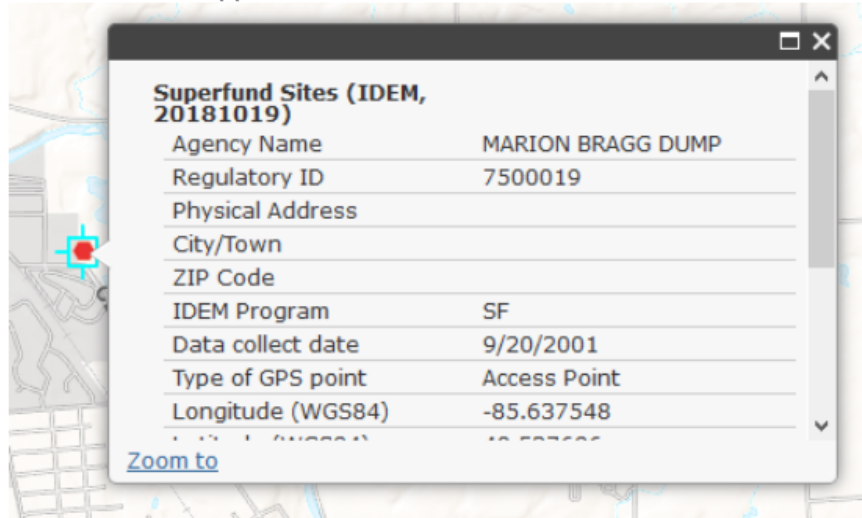 Superfund Sites (IDEM,
20181019)
Agency Name MARION BRAGG DUMP
Regulatory ID 7500019
Physical Address
City/Town
ZIP Code
IDEM Program SF
Data collect date 9/20/2001
Type of GPS point Access Point
Longitude (WGS84) -85.637548
Zoom to